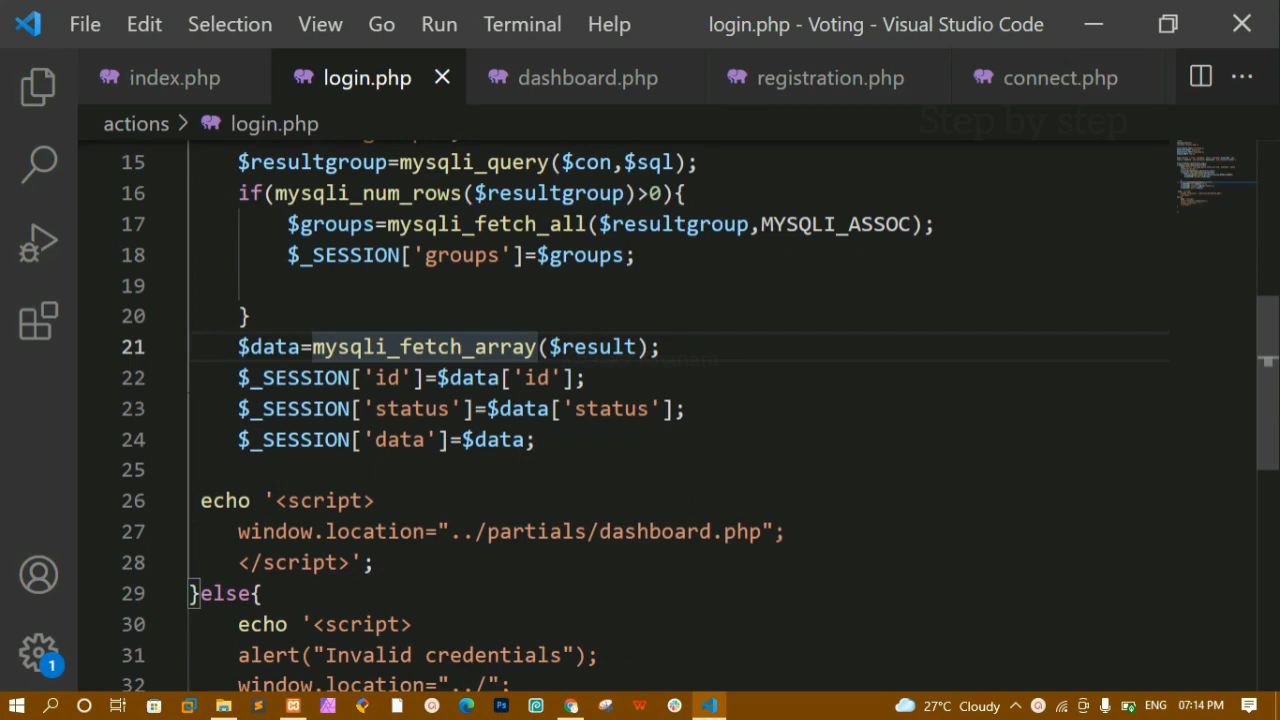 File Edit Selection View Go Run Terminal Help login.php - Voting - Visual Studio Code
index.php login.php dashboard.php registration.php connect.php
Step by step
actions > login.php
15 $resultgroup=mysqli_query($con,$sql);
16 if(mysqli_num_rows($resultgroup)>0){
17 $groups=mysqli_fetch_all($resultgroup,MYSQLI_ASSOC);
18 $_SESSION['groups']=$groups;
19
20 }
21 $data=mysqli_fetch_array($result);
22 $_SESSION['id']=$data['id'];
23 $_SESSION['status']=$data['status'];
24 $_SESSION['data']=$data;
25
26 echo '<script>
27 window.location="../partials/dashboard.php";
28 </script>';
29 }else{
30 echo '<script>
31 alert("Invalid credentials");
32 window.location="../";
1
27°C Cloudy ENG 07:14 PM